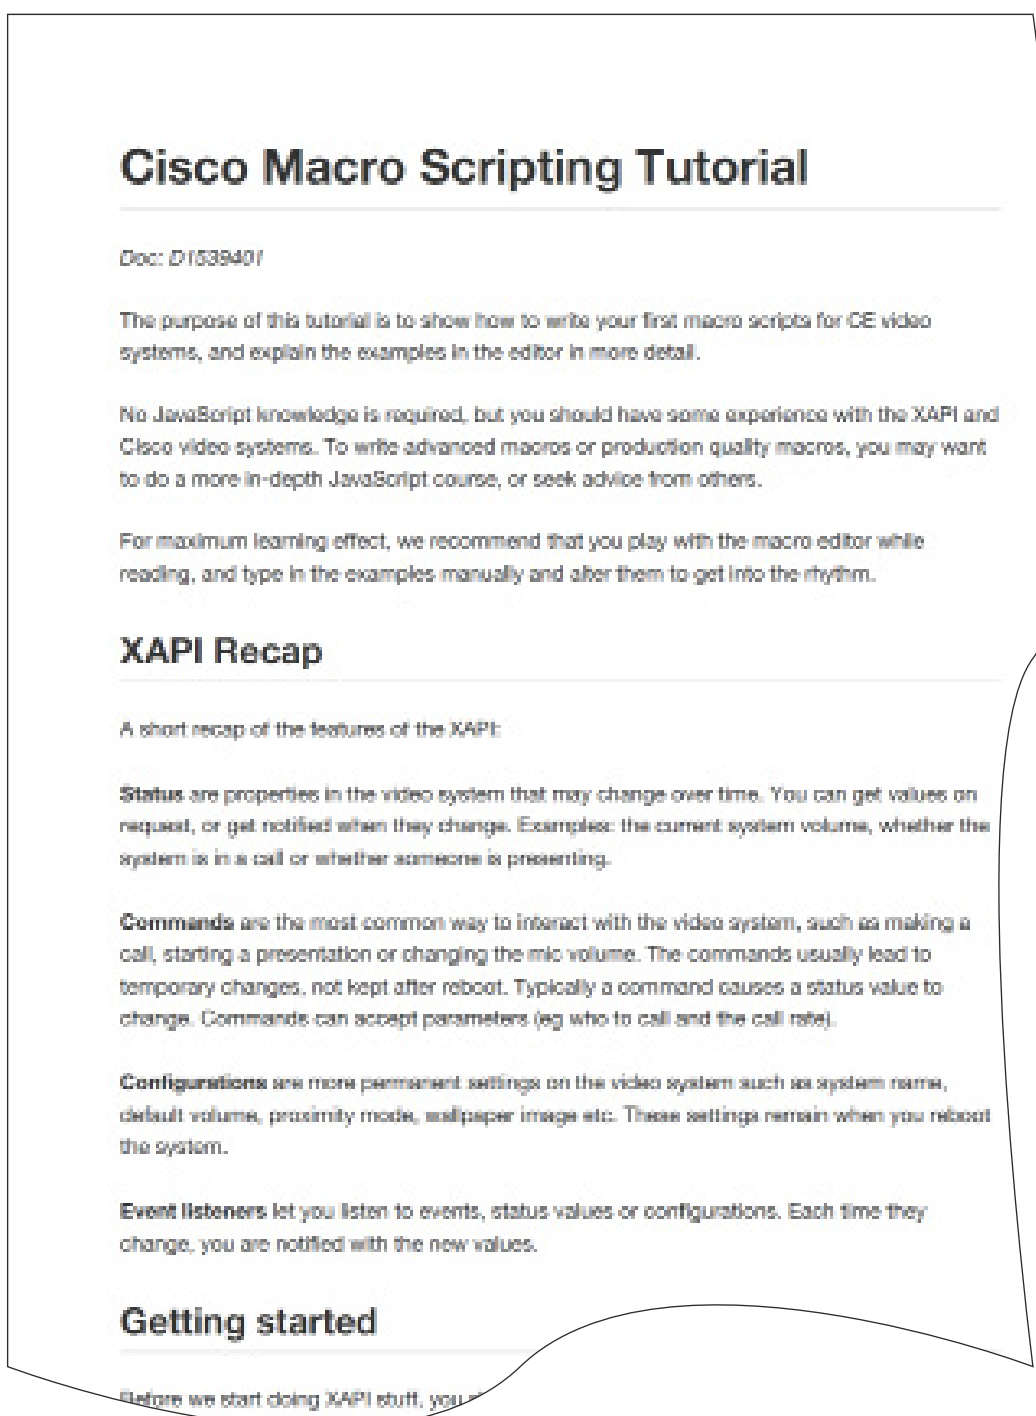 Cisco Macro Scripting Tutorial
Doc: D1539401
The purpose of this tutorial is to show how to write your first macro scripts for CE video
systems, and explain the examples in the editor in more detail.
No JavaScript knowledge is required, but you should have some experience with the XAPI and
Cisco video systems. To write advanced macros or production quality macros, you may want
to do a more in-depth JavaScript course, or seek advice from others.
For maximum learning effect, we recommend that you play with the macro editor while
reading, and type in the examples manually and alter them to get into the rhythm.
XAPI Recap
A short recap of the features of the XAPI:
Status are properties in the video system that may change over time. You can get values on
request, or get notified when they change. Examples: the current system volume, whether the
system is in a call or whether someone is presenting.
Commands are the most common way to interact with the video system, such as making a
call, starting a presentation or changing the mic volume. The commands usually lead to
temporary changes, not kept after reboot. Typically a command causes a status value to
change. Commands can accept parameters (eg who to call and the call rate).
Configurations are more permanent settings on the video system such as system name,
default volume, proximity mode, wallpaper image etc. These settings remain when you reboot
the system.
Event listeners let you listen to events, status values or configurations. Each time they
change, you are notified with the new values.
Getting started
Before we start doing XAPI stuff, you